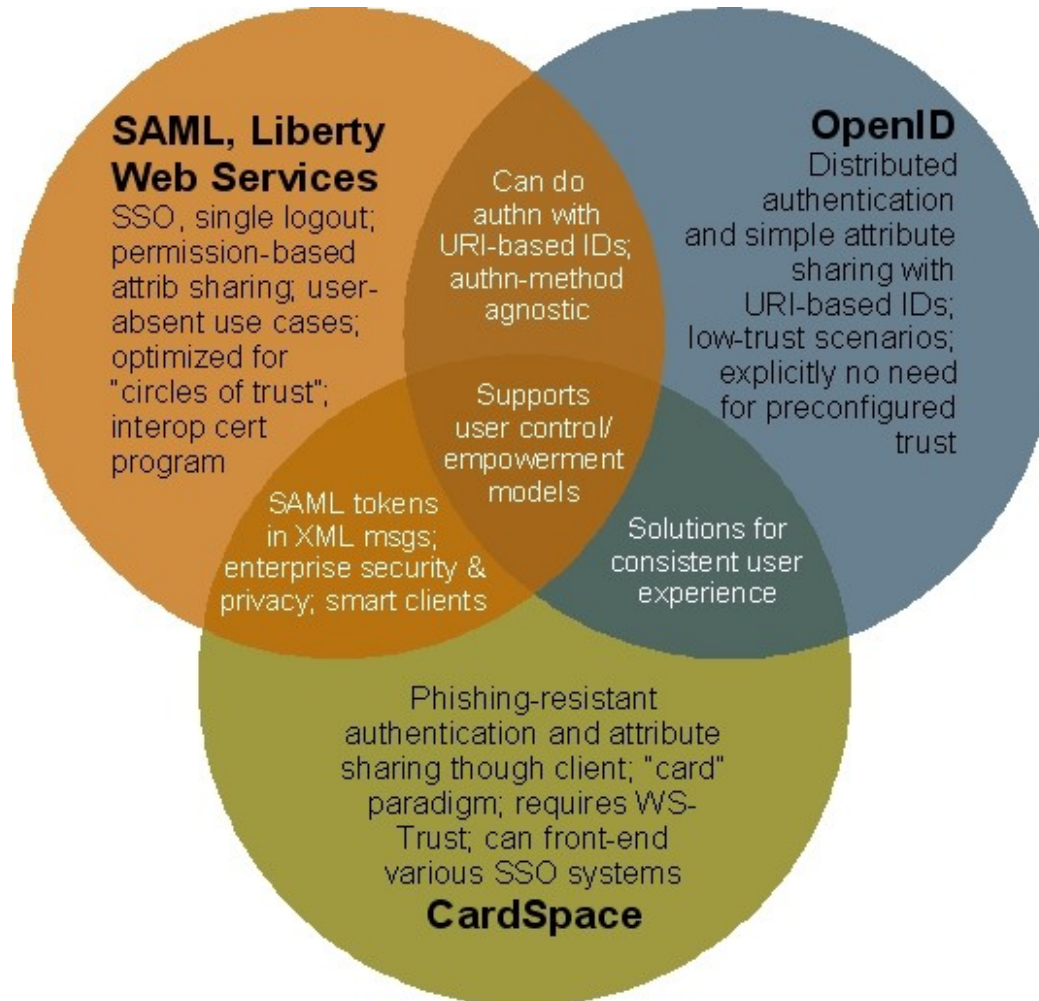 SAML, Liberty
Web Services
SSO, single logout;
permission-based
attrib sharing; user-
absent use cases;
optimized for
"circles of trust";
interop cert
program
Can do
authn with
URI-based IDs;
authn-method
agnostic
OpenID
Distributed
authentication
and simple attribute
sharing with
URI-based IDs;
low-trust scenarios;
explicitly no need
for preconfigured
trust
Supports
user control/
empowerment
models
SAML tokens
in XML msgs;
enterprise security &
privacy; smart clients
Solutions for
consistent user
experience
Phishing-resistant
authentication and attribute
sharing though client; "card"
paradigm; requires WS-
Trust; can front-end
various SSO systems
CardSpace